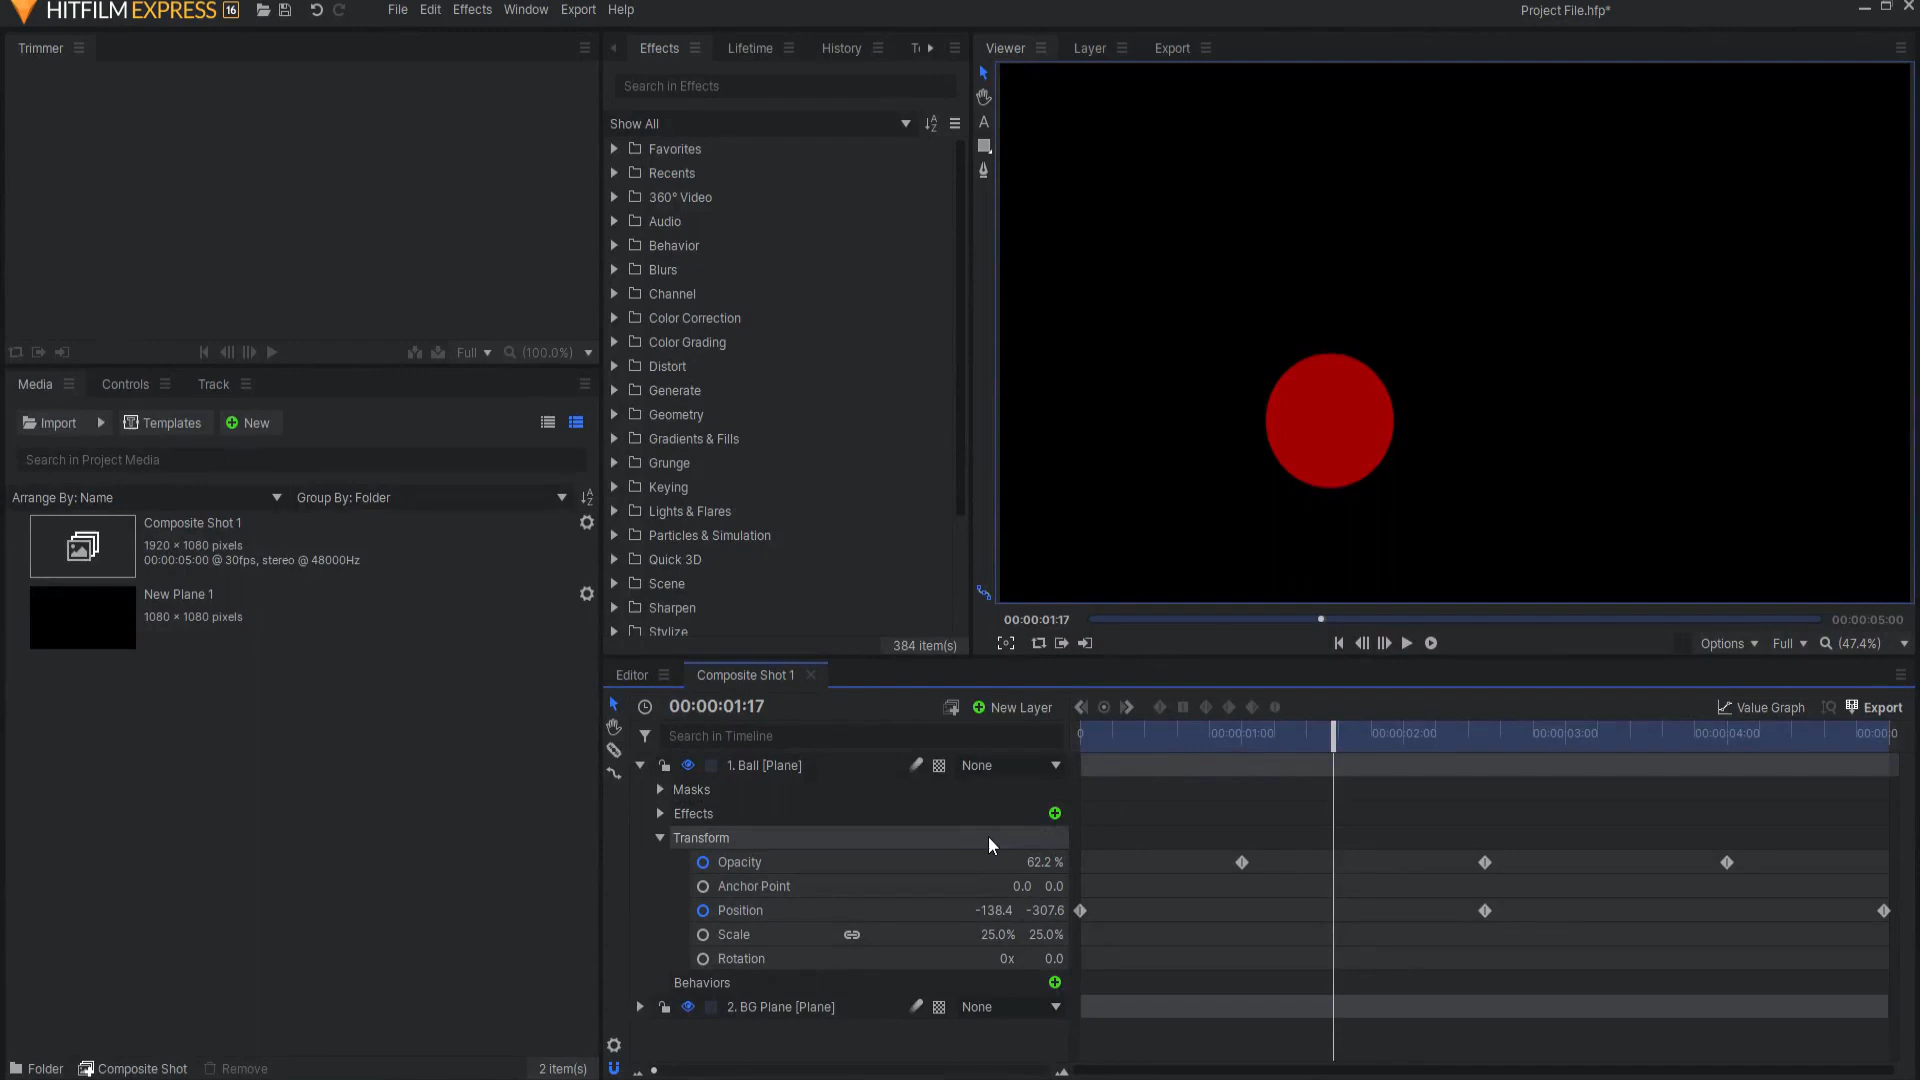 HITFILM EXPRESS 16
File Edit Effects Window Export Help
Project File.hfp*
Trimmer
Full (100.0%)
Media Controls Track
Import Templates New
Search in Project Media
Arrange By: Name Group By: Folder
Composite Shot 1
1920 × 1080 pixels
00:00:05:00 @ 30fps, stereo @ 48000Hz
New Plane 1
1080 × 1080 pixels
Folder Composite Shot Remove 2 item(s)
Effects Lifetime History
Search in Effects
Show All
Favorites
Recents
360° Video
Audio
Behavior
Blurs
Channel
Color Correction
Color Grading
Distort
Generate
Geometry
Gradients & Fills
Grunge
Keying
Lights & Flares
Particles & Simulation
Quick 3D
Scene
Sharpen
Stylize
384 item(s)
Viewer Layer Export
A
00:00:01:17 00:00:05:00
Options Full (47.4%)
Editor Composite Shot 1
00:00:01:17 New Layer Value Graph Export
Search in Timeline
0 00:00:01:00 00:00:02:00 00:00:03:00 00:00:04:00 00:00:0
1. Ball [Plane] None
Masks
Effects
Transform
Opacity 62.2 %
Anchor Point 0.0 0.0
Position -138.4 -307.6
Scale 25.0% 25.0%
Rotation 0x 0.0
Behaviors
2. BG Plane [Plane] None